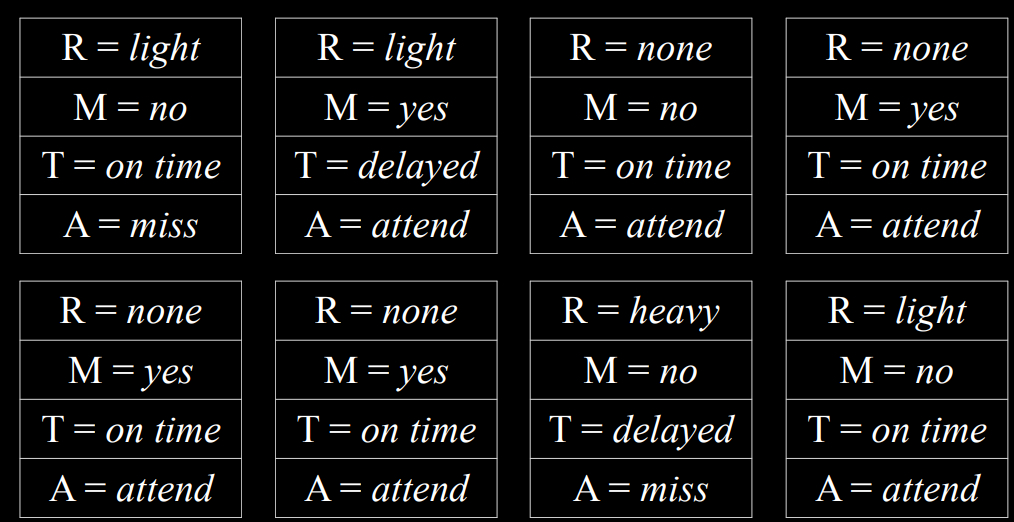 R = light
M = no
T = on time
A = miss
R = light
M = yes
T = delayed
A = attend
R = none
M = no
T = on time
A = attend
R = none
M = yes
T = on time
A = attend
R = none
M = yes
T = on time
A = attend
R = none
M = yes
T = on time
A = attend
R = heavy
M = no
T = delayed
A = miss
R = light
M = no
T = on time
A = attend